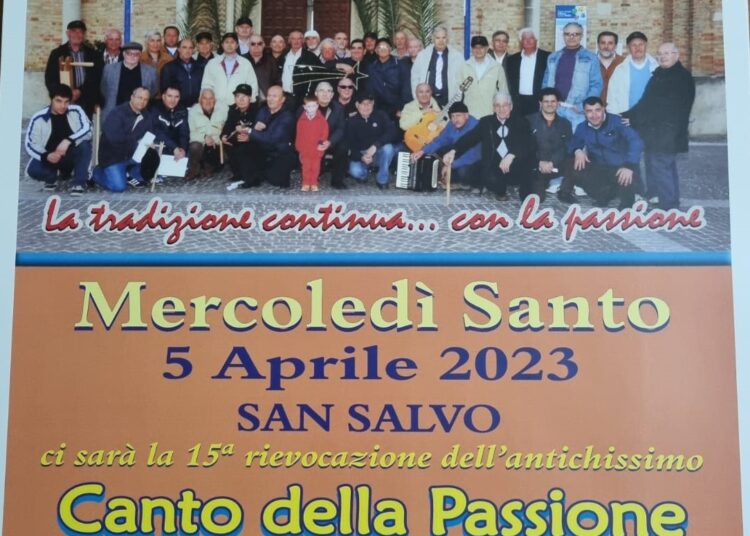 La tradizione continua... con la passione
Mercoledì Santo
5 Aprile 2023
SAN SALVO
ci sarà la 15ª rievocazione dell'antichissimo
Canto della Passione